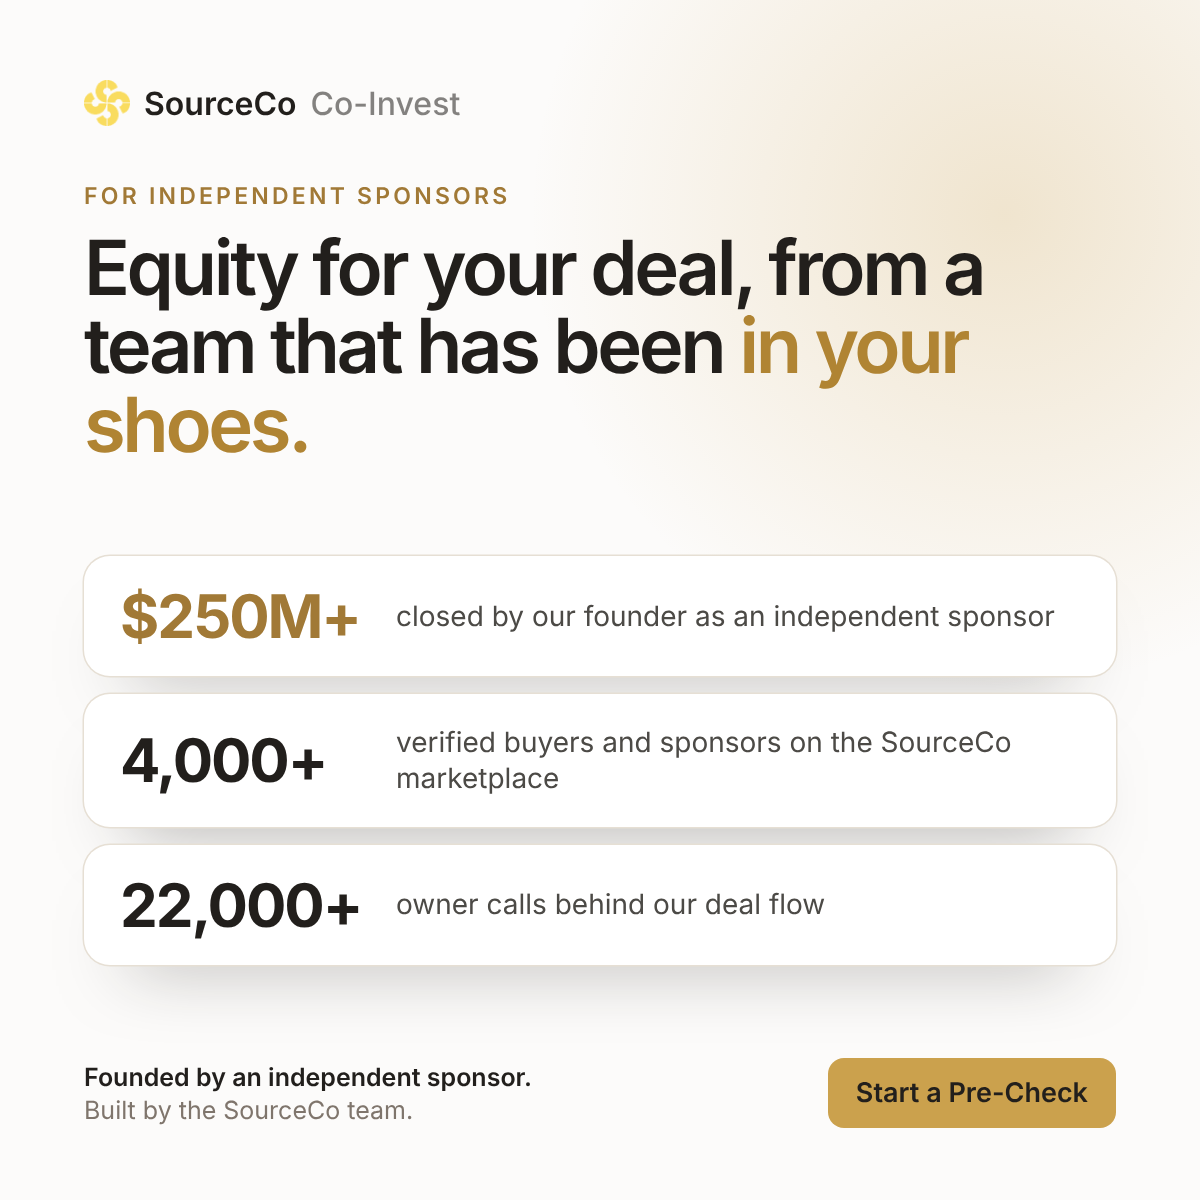 SourceCo Co-Invest
FOR INDEPENDENT SPONSORS
Equity for your deal, from a
team that has been in your
shoes.
$250M+ closed by our founder as an independent sponsor
4,000+ verified buyers and sponsors on the SourceCo
marketplace
22,000+ owner calls behind our deal flow
Founded by an independent sponsor.
Built by the SourceCo team.
Start a Pre-Check